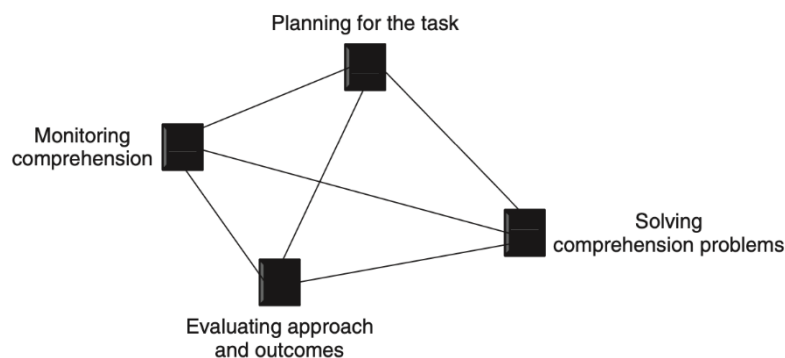 Planning for the task
Monitoring
comprehension
Solving
comprehension problems
Evaluating approach
and outcomes